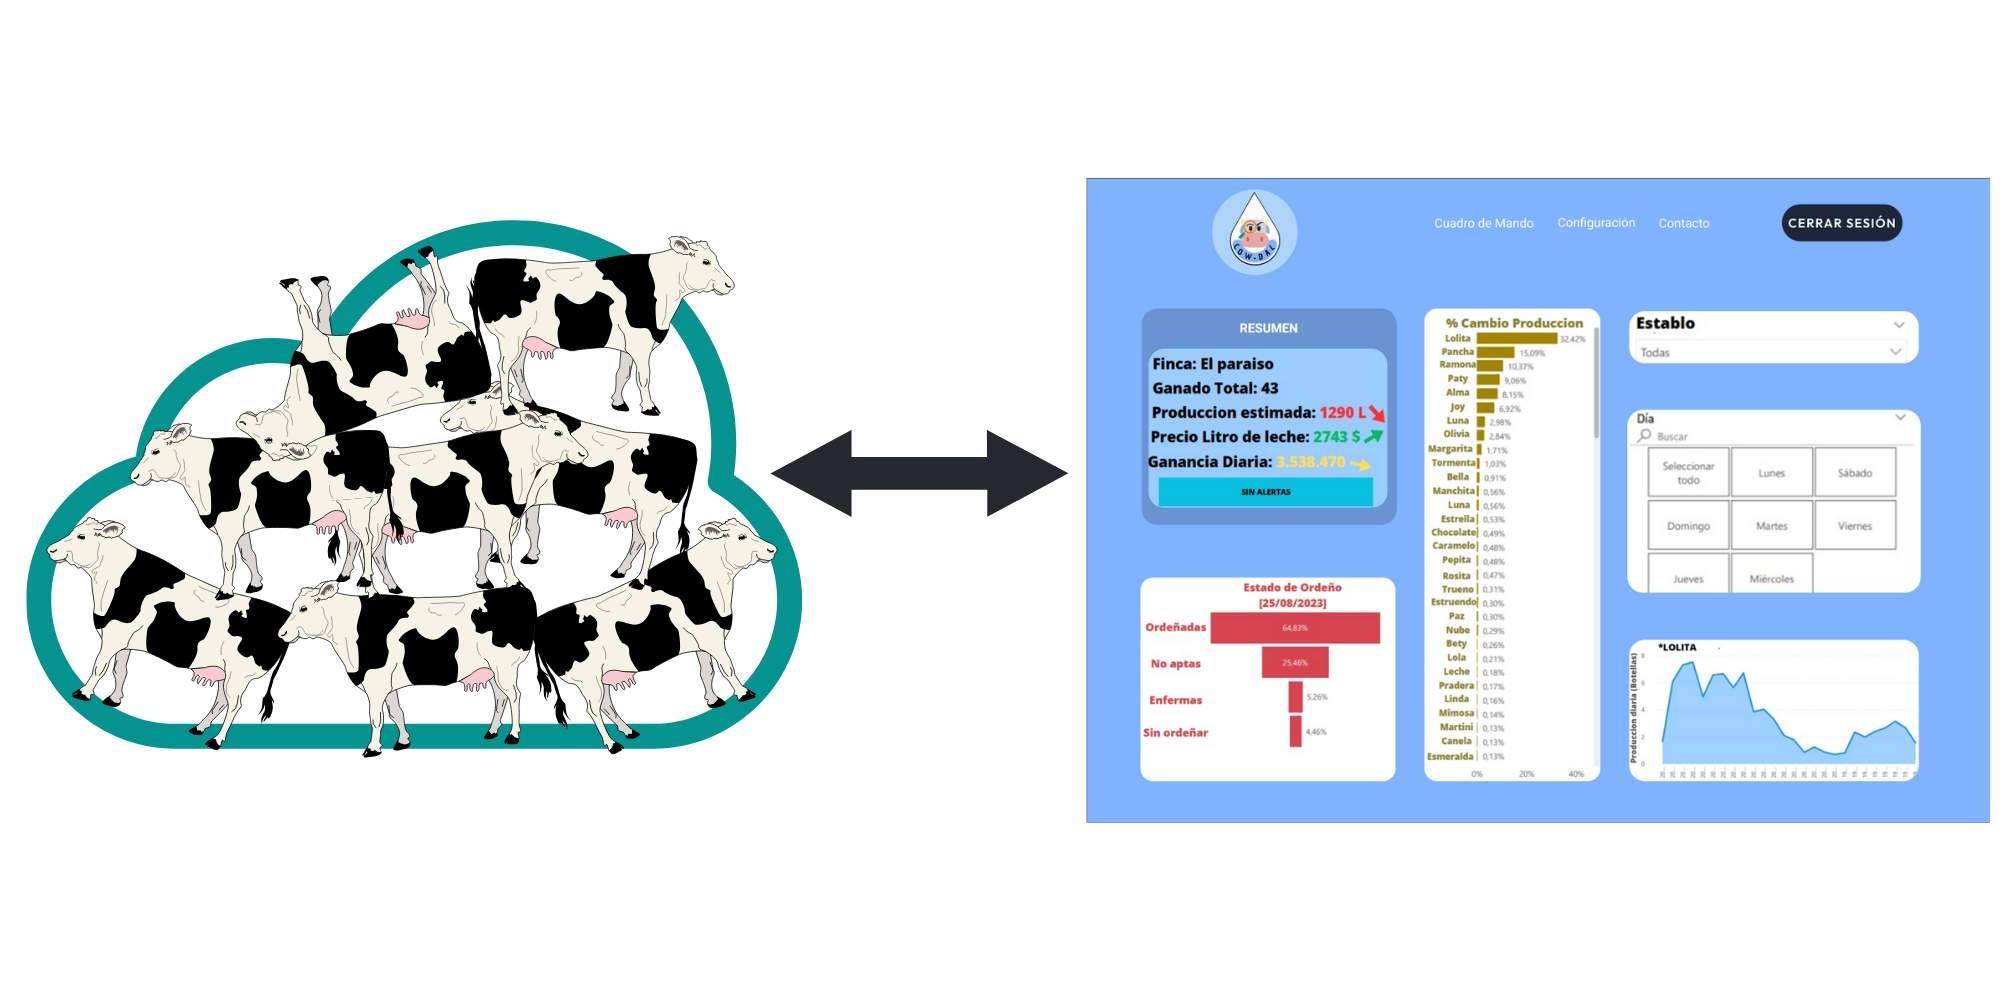 COW-DAL
Cuadro de Mando
Configuración
Contacto
CERRAR SESIÓN
RESUMEN
Finca: El paraiso
Ganado Total: 43
Produccion estimada: 1290 L
Precio Litro de leche: 2743 $
Ganancia Diaria: 3.538.470
SIN ALERTAS
Estado de Ordeño
[25/08/2023]
Ordeñadas 64,83%
No aptas 25,46%
Enfermas 5,26%
Sin ordeñar 4,46%
% Cambio Produccion
Lolita 32,42%
Pancha 15,09%
Ramona 10,37%
Paty 9,06%
Alma 8,15%
Joy 6,92%
Luna 2,98%
Olivia 2,84%
Margarita 1,71%
Tormenta 1,03%
Bella 0,91%
Manchita 0,56%
Luna 0,56%
Estrella 0,53%
Chocolate 0,49%
Caramelo 0,48%
Pepita 0,48%
Rosita 0,47%
Trueno 0,31%
Estruendo 0,30%
Paz 0,30%
Nube 0,29%
Bety 0,26%
Lola 0,21%
Leche 0,18%
Pradera 0,17%
Linda 0,16%
Mimosa 0,14%
Martini 0,13%
Canela 0,13%
Esmeralda 0,13%
0% 20% 40%
Establo
Todas
Día
Buscar
Seleccionar
todo
Lunes
Sábado
Domingo
Martes
Viernes
Jueves
Miércoles
*LOLITA
Produccion diaria (Botellas)
8
6
4
2
0